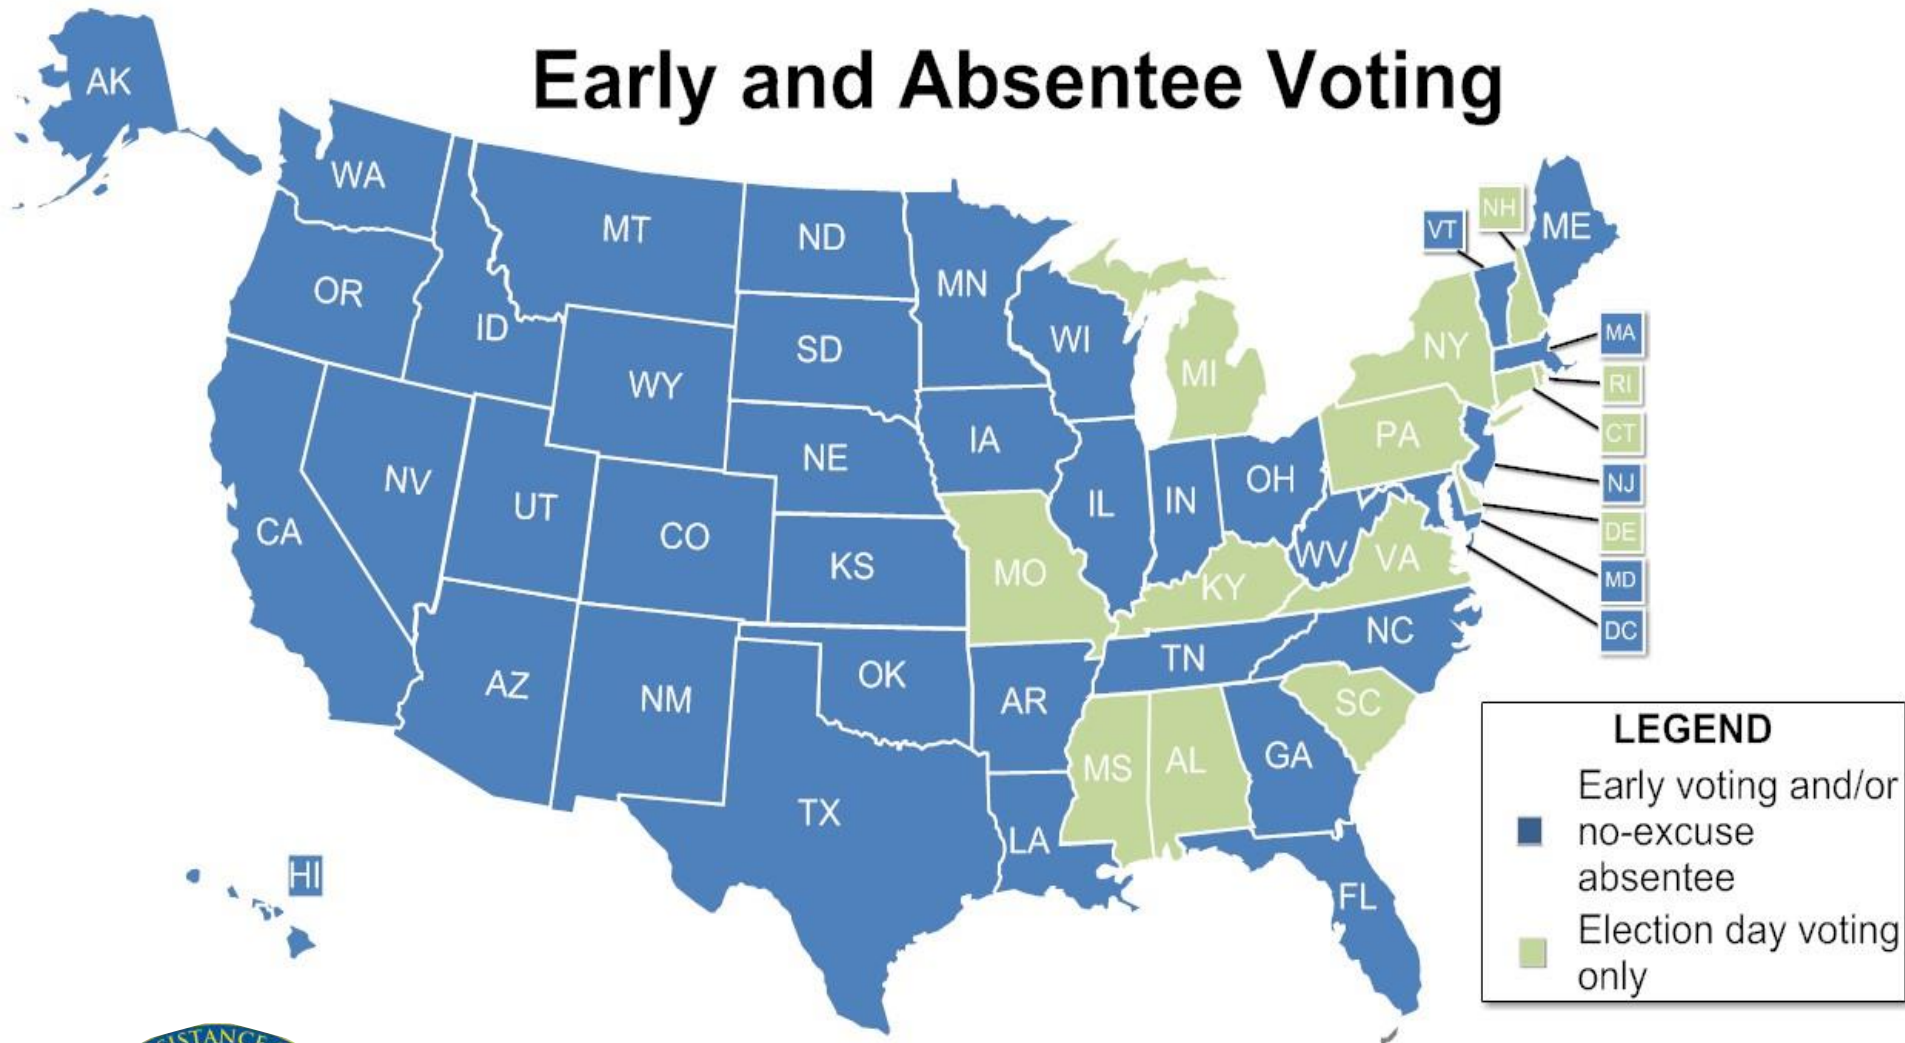 Early and Absentee Voting
AK
WA
MT
ND
MN
VT
NH
ME
OR
ID
WY
SD
WI
MI
NY
MA
RI
CT
NJ
DE
MD
DC
CA
NV
UT
CO
NE
IA
IL
IN
OH
PA
WV
VA
KS
MO
KY
AZ
NM
OK
AR
TN
NC
SC
MS
AL
GA
TX
LA
FL
HI
LEGEND
Early voting and/or
no-excuse
absentee
Election day voting
only